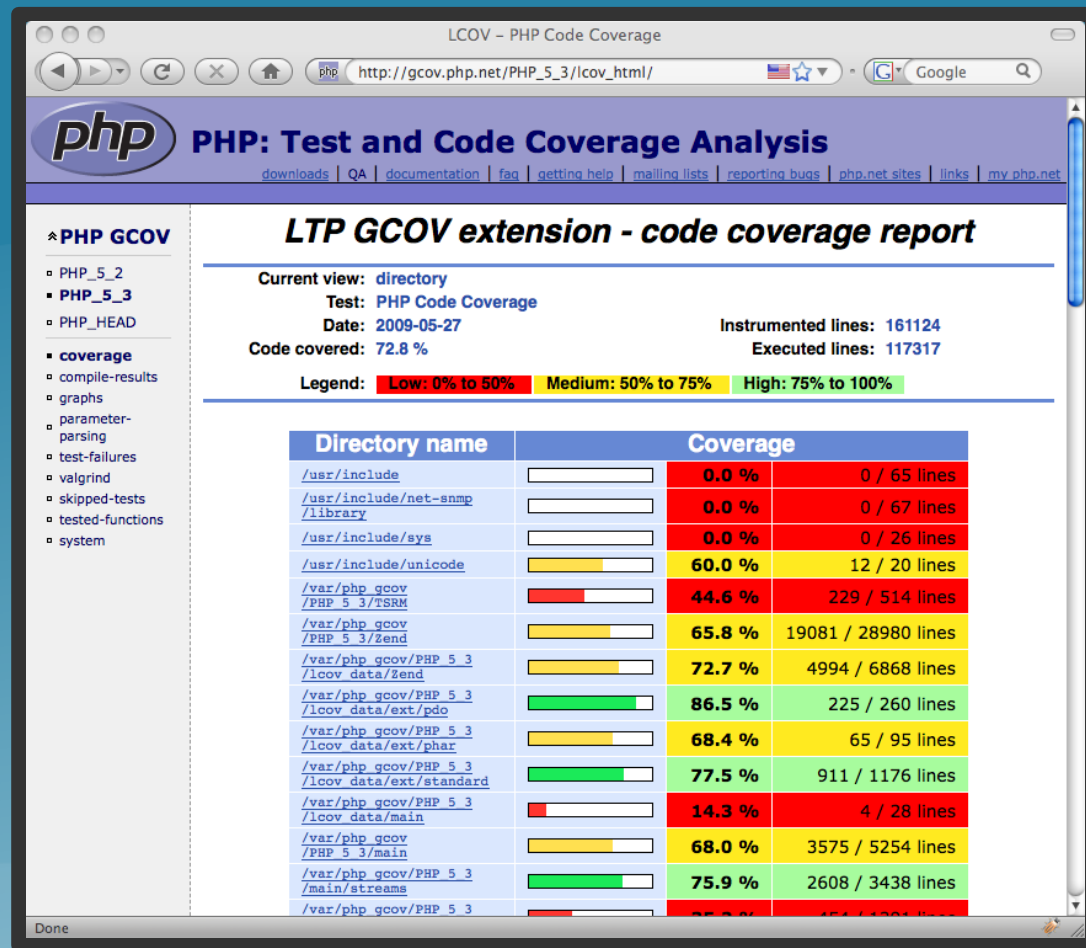 LCOV – PHP Code Coverage
php http://gcov.php.net/PHP_5_3/lcov_html/ G Google
php
PHP: Test and Code Coverage Analysis
downloads | QA | documentation | faq | getting help | mailing lists | reporting bugs | php.net sites | links | my php.net
PHP GCOV
PHP_5_2
PHP_5_3
PHP_HEAD
coverage
compile-results
graphs
parameter-
parsing
test-failures
valgrind
skipped-tests
tested-functions
system
LTP GCOV extension - code coverage report
Current view: directory
Test: PHP Code Coverage
Date: 2009-05-27 Instrumented lines: 161124
Code covered: 72.8 % Executed lines: 117317
Legend: Low: 0% to 50% Medium: 50% to 75% High: 75% to 100%
Directory name Coverage
/usr/include 0.0 % 0 / 65 lines
/usr/include/net-snmp
/library 0.0 % 0 / 67 lines
/usr/include/sys 0.0 % 0 / 26 lines
/usr/include/unicode 60.0 % 12 / 20 lines
/var/php_gcov
/PHP_5_3/TSRM 44.6 % 229 / 514 lines
/var/php_gcov
/PHP_5_3/Zend 65.8 % 19081 / 28980 lines
/var/php_gcov/PHP_5_3
/lcov_data/Zend 72.7 % 4994 / 6868 lines
/var/php_gcov/PHP_5_3
/lcov_data/ext/pdo 86.5 % 225 / 260 lines
/var/php_gcov/PHP_5_3
/lcov_data/ext/phar 68.4 % 65 / 95 lines
/var/php_gcov/PHP_5_3
/lcov_data/ext/standard 77.5 % 911 / 1176 lines
/var/php_gcov/PHP_5_3
/lcov_data/main 14.3 % 4 / 28 lines
/var/php_gcov
/PHP_5_3/main 68.0 % 3575 / 5254 lines
/var/php_gcov/PHP_5_3
/main/streams 75.9 % 2608 / 3438 lines
/var/php_gcov/PHP_5_3
Done